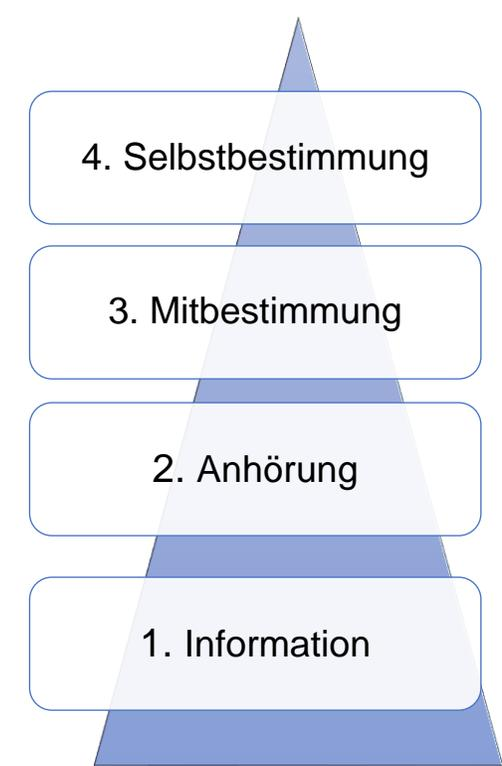 4. Selbstbestimmung
3. Mitbestimmung
2. Anhörung
1. Information